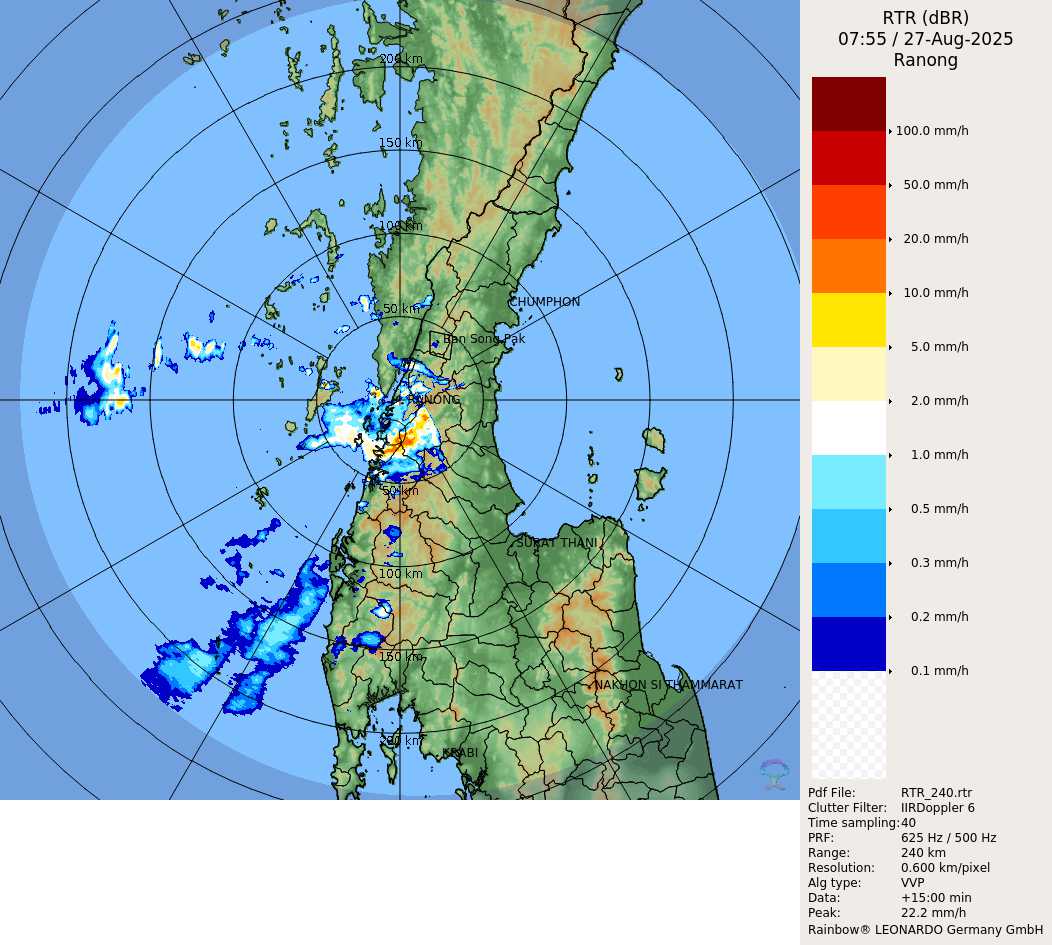 RTR (dBR)
07:55 / 27-Aug-2025
Ranong
100.0 mm/h
50.0 mm/h
20.0 mm/h
10.0 mm/h
5.0 mm/h
2.0 mm/h
1.0 mm/h
0.5 mm/h
0.3 mm/h
0.2 mm/h
0.1 mm/h
200 km
150 km
100 km
50 km
CHUMPHON
Ban Song Pak
RANONG
50 km
SURAT THANI
100 km
150 km
NAKHON SI THAMMARAT
200 km
KRABI
Pdf File: RTR_240.rtr
Clutter Filter: IIRDoppler 6
Time sampling:40
PRF: 625 Hz / 500 Hz
Range: 240 km
Resolution: 0.600 km/pixel
Alg type: VVP
Data: +15:00 min
Peak: 22.2 mm/h
Rainbow® LEONARDO Germany GmbH